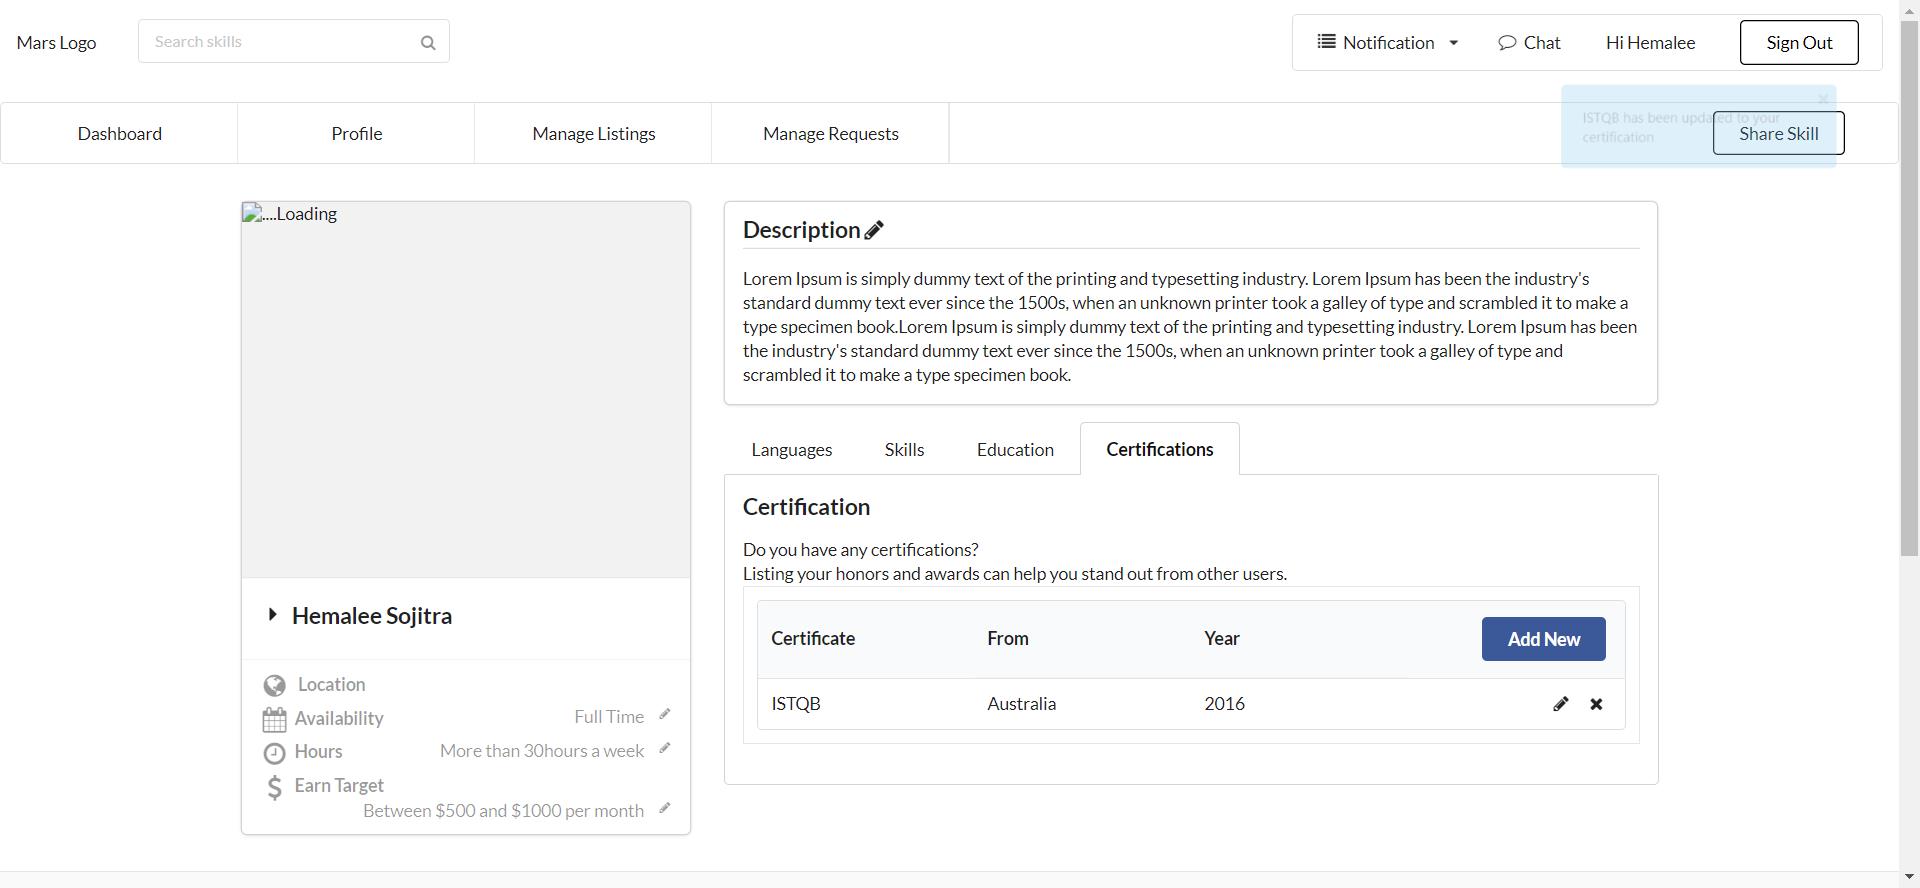 Mars Logo
Search skills
Notification
Chat
Hi Hemalee
Sign Out
ISTQB has been updated to your
certification
Dashboard
Profile
Manage Listings
Manage Requests
Share Skill
....Loading
Description
Lorem Ipsum is simply dummy text of the printing and typesetting industry. Lorem Ipsum has been the industry's
standard dummy text ever since the 1500s, when an unknown printer took a galley of type and scrambled it to make a
type specimen book.Lorem Ipsum is simply dummy text of the printing and typesetting industry. Lorem Ipsum has been
the industry's standard dummy text ever since the 1500s, when an unknown printer took a galley of type and
scrambled it to make a type specimen book.
Languages
Skills
Education
Certifications
Certification
Do you have any certifications?
Listing your honors and awards can help you stand out from other users.
Certificate
From
Year
Add New
ISTQB
Australia
2016
Hemalee Sojitra
Location
Availability
Full Time
Hours
More than 30hours a week
Earn Target
Between $500 and $1000 per month